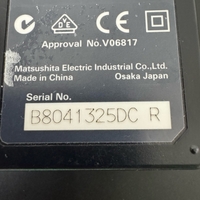 Approval No.V06817
Matsushita Electric Industrial Co.,Ltd.
Made in China Osaka Japan
Serial No.
B8041325DC R